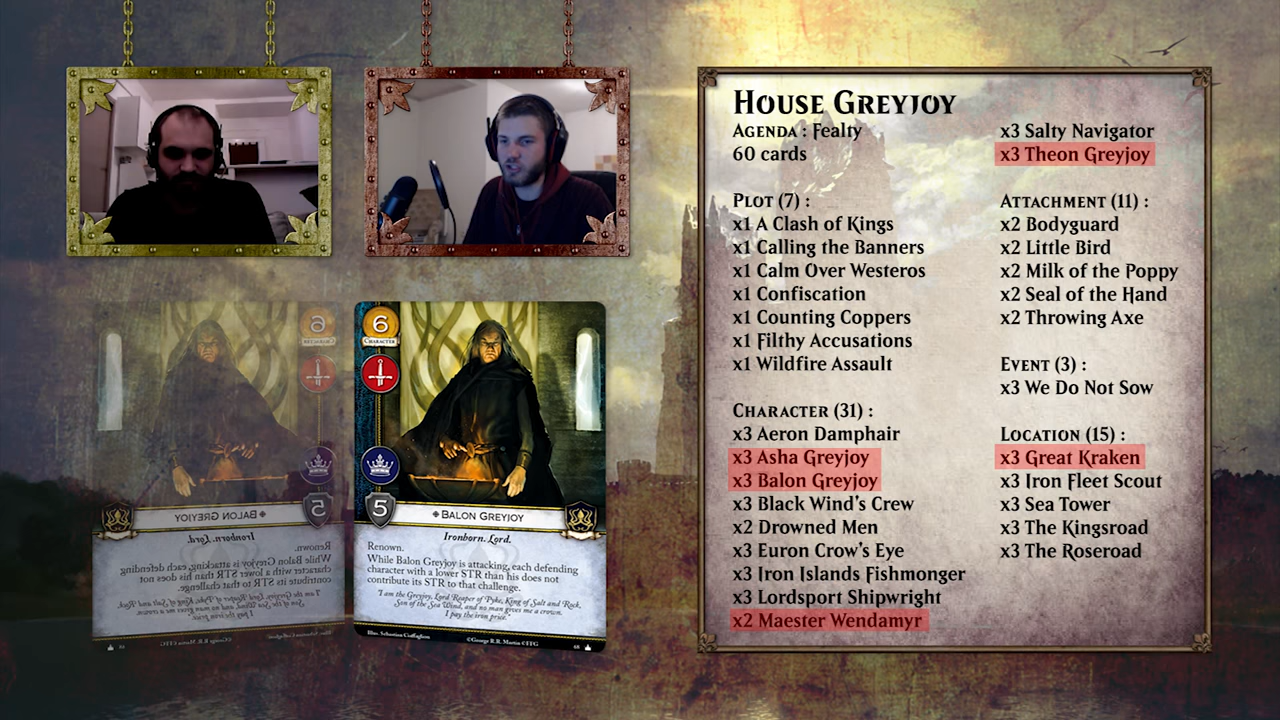 House Greyjoy
Agenda : Fealty
60 cards
Plot (7) :
x1 A Clash of Kings
x1 Calling the Banners
x1 Calm Over Westeros
x1 Confiscation
x1 Counting Coppers
x1 Filthy Accusations
x1 Wildfire Assault
Character (31) :
x3 Aeron Damphair
x3 Asha Greyjoy
x3 Balon Greyjoy
x3 Black Wind's Crew
x2 Drowned Men
x3 Euron Crow's Eye
x3 Iron Islands Fishmonger
x3 Lordsport Shipwright
x2 Maester Wendamyr
x3 Salty Navigator
x3 Theon Greyjoy
Attachment (11) :
x2 Bodyguard
x2 Little Bird
x2 Milk of the Poppy
x2 Seal of the Hand
x2 Throwing Axe
Event (3) :
x3 We Do Not Sow
Location (15) :
x3 Great Kraken
x3 Iron Fleet Scout
x3 Sea Tower
x3 The Kingsroad
x3 The Roseroad
6
Character
5
Balon Greyjoy
Ironborn. Lord.
Renown.
While Balon Greyjoy is attacking, each defending
character with a lower STR than his does not
contribute its STR to that challenge.
"I am the Greyjoy, Lord Reaper of Pyke, King of Salt and Rock,
Son of the Sea Wind, and no man gives me a crown.
I pay the iron price."
©George R.R. Martin ©FFG
68